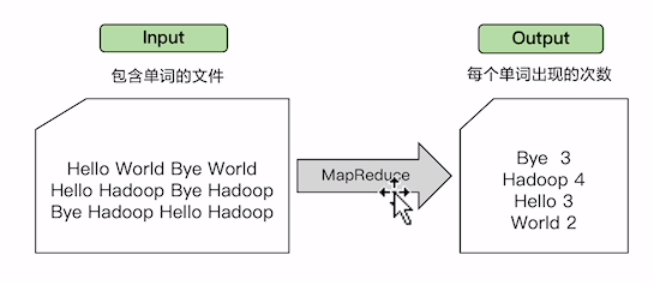 Input
包含单词的文件
Hello World Bye World
Hello Hadoop Bye Hadoop
Bye Hadoop Hello Hadoop
MapReduce
Output
每个单词出现的次数
Bye 3
Hadoop 4
Hello 3
World 2